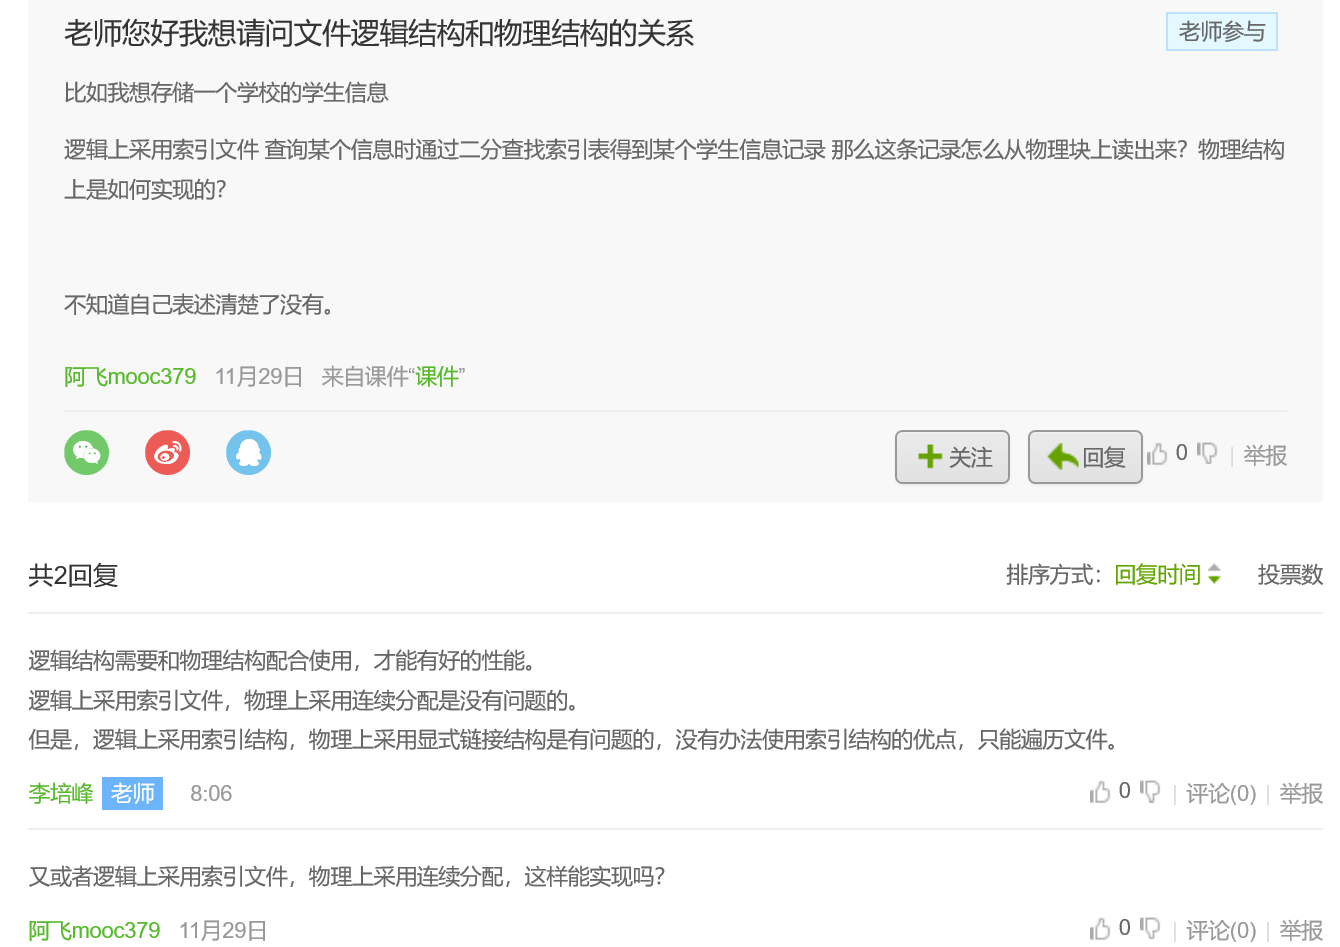 老师您好我想请问文件逻辑结构和物理结构的关系
老师参与
比如我想存储一个学校的学生信息
逻辑上采用索引文件 查询某个信息时通过二分查找索引表得到某个学生信息记录 那么这条记录怎么从物理块上读出来？物理结构
上是如何实现的？
不知道自己表述清楚了没有。
阿飞mooc379 11月29日 来自课件“课件”
关注 回复 0 | 举报
共2回复
排序方式： 回复时间 投票数
逻辑结构需要和物理结构配合使用，才能有好的性能。
逻辑上采用索引文件，物理上采用连续分配是没有问题的。
但是，逻辑上采用索引结构，物理上采用显式链接结构是有问题的，没有办法使用索引结构的优点，只能遍历文件。
李培峰 老师 8:06
0 | 评论(0) | 举报
又或者逻辑上采用索引文件，物理上采用连续分配，这样能实现吗？
阿飞mooc379 11月29日
0 | 评论(0) | 举报